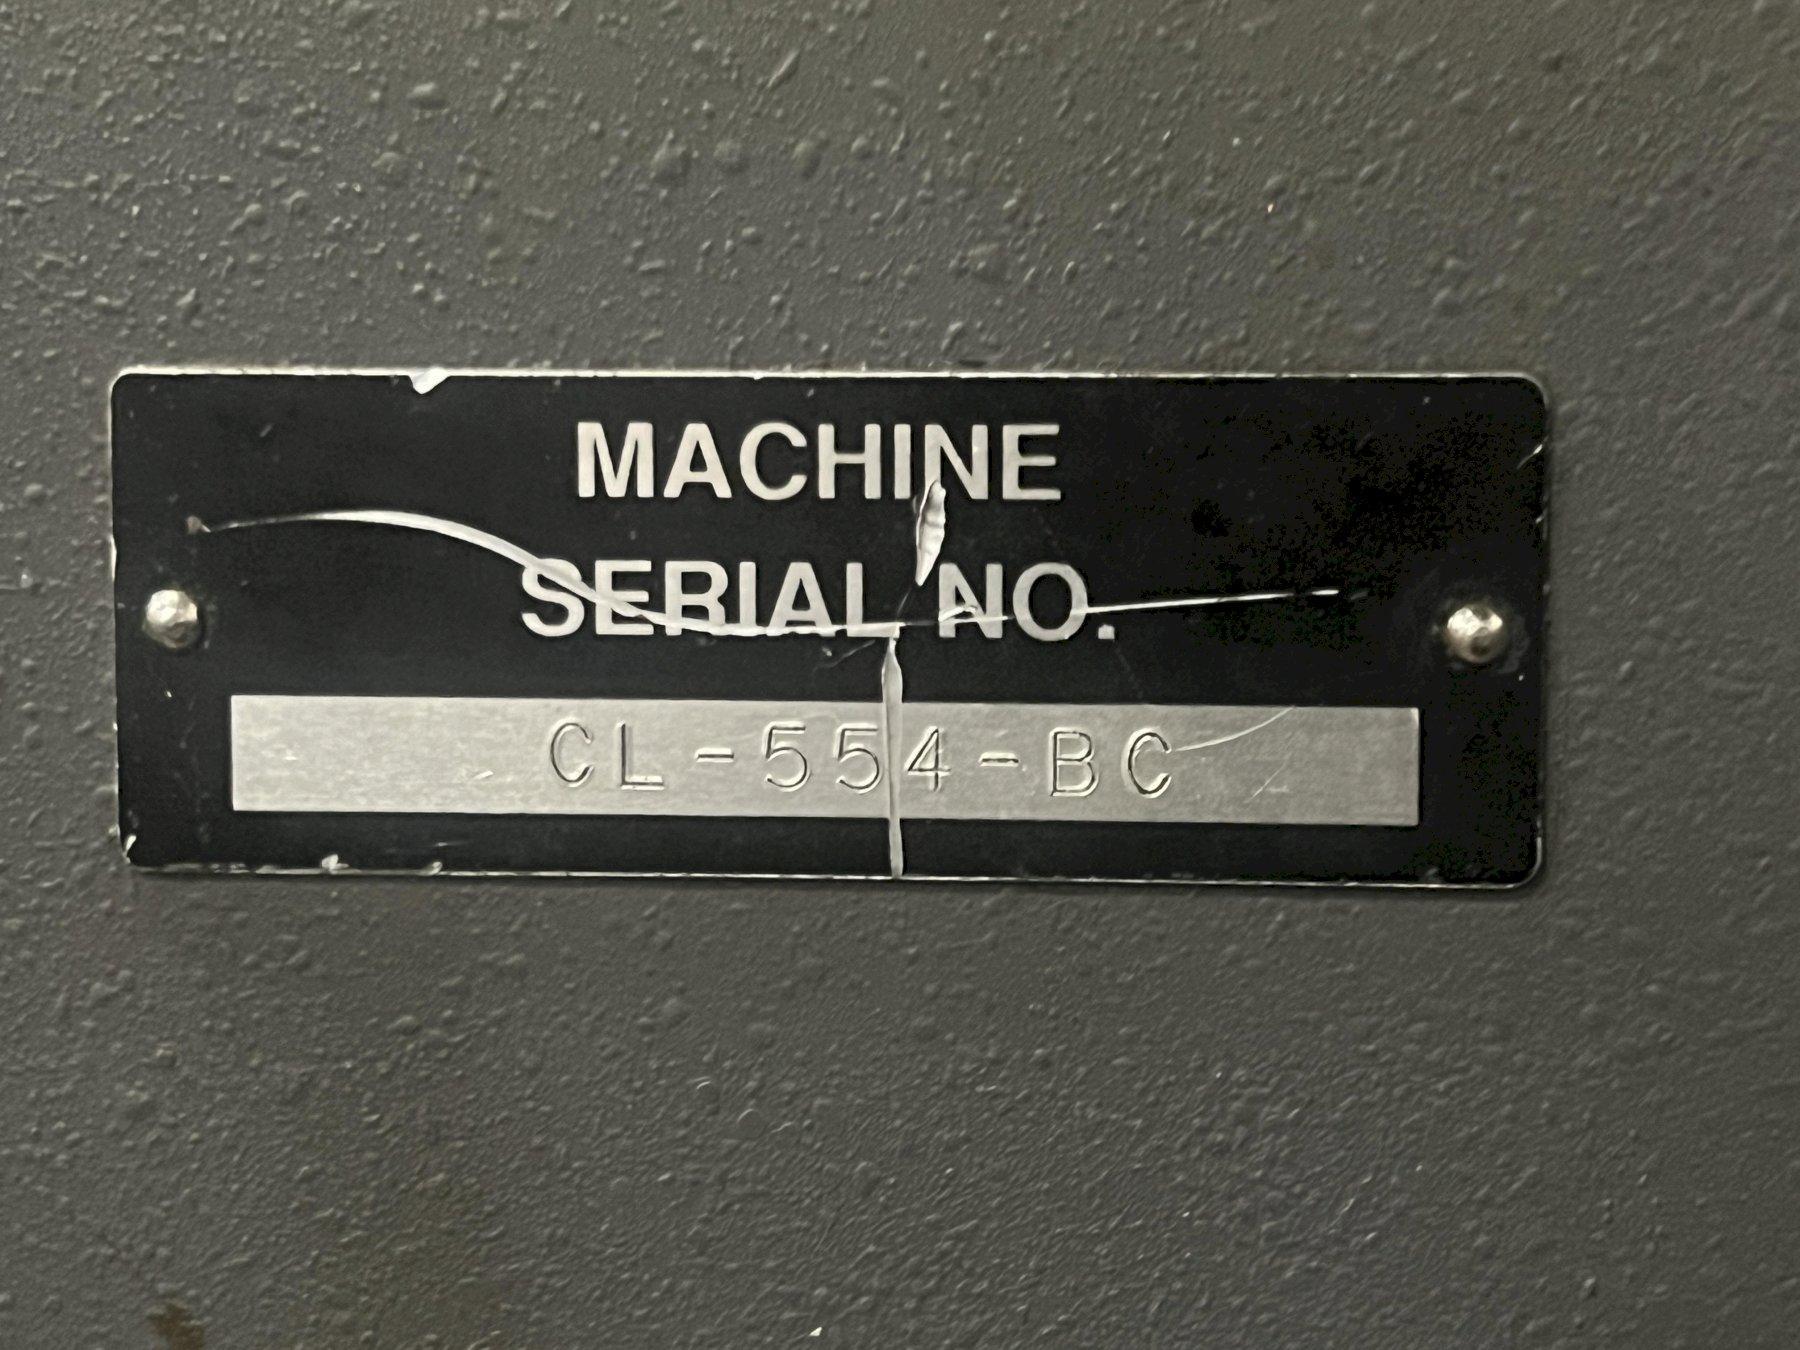 MACHINE
SERIAL NO.
CL-554-BC